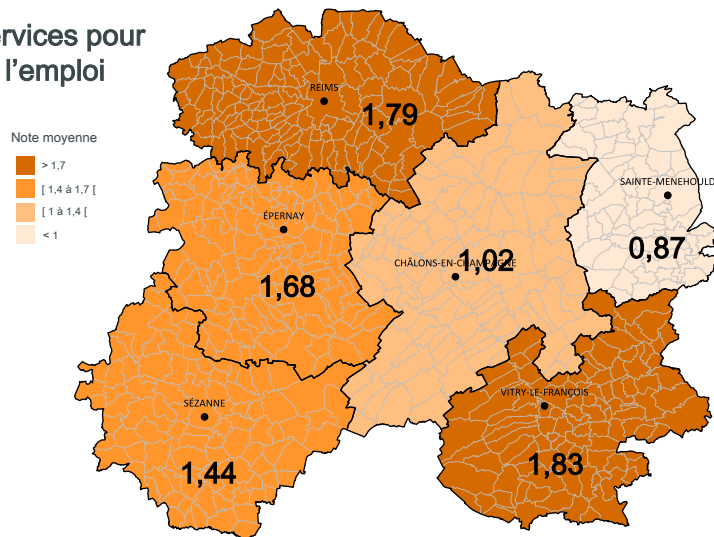 ervices pour
l'emploi
Note moyenne
> 1,7
[ 1,4 à 1,7 [
[ 1 à 1,4 [
< 1
REIMS
1,79
SAINTE-MENEHOULD
0,87
ÉPERNAY
1,68
CHÂLONS-EN-CHAMPAGNE
1,02
SÉZANNE
1,44
VITRY-LE-FRANÇOIS
1,83